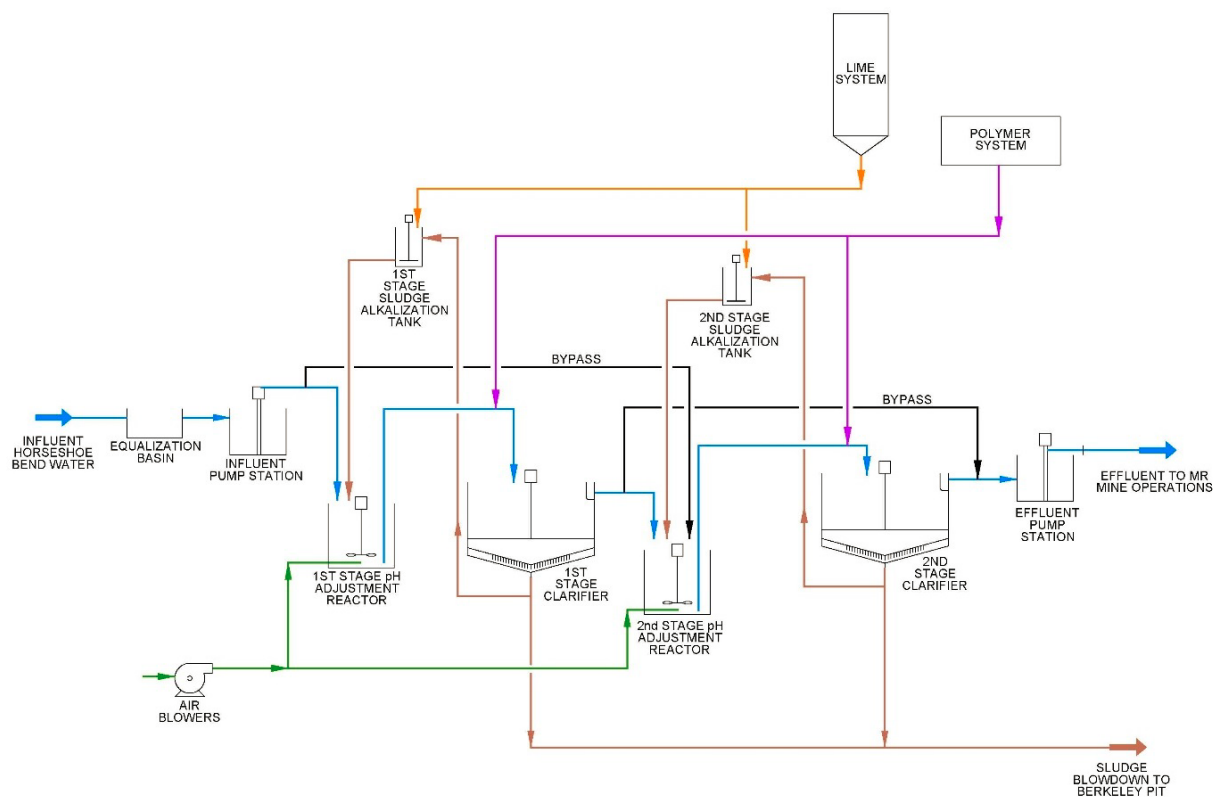 LIME
SYSTEM
POLYMER
SYSTEM
1ST
STAGE
SLUDGE
ALKALIZATION
TANK
2ND STAGE
SLUDGE
ALKALIZATION
TANK
BYPASS
BYPASS
INFLUENT
HORSESHOE
BEND WATER
EQUALIZATION
BASIN
INFLUENT
PUMP STATION
1ST STAGE pH
ADJUSTMENT
REACTOR
1ST
STAGE
CLARIFIER
2nd STAGE pH
ADJUSTMENT
REACTOR
2ND
STAGE
CLARIFIER
EFFLUENT
PUMP
STATION
EFFLUENT TO MR
MINE OPERATIONS
AIR
BLOWERS
SLUDGE
BLOWDOWN TO
BERKELEY PIT